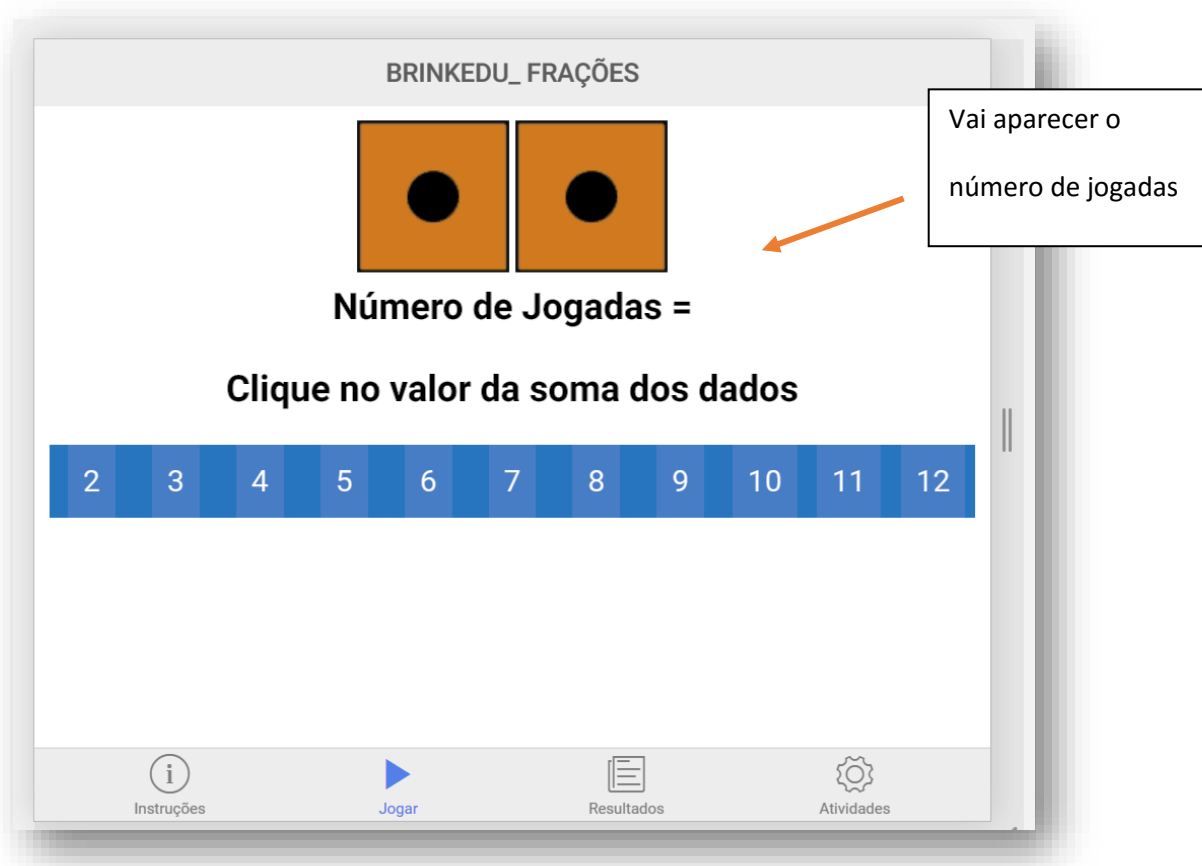 BRINKEDU_ FRAÇÕES
Vai aparecer o
número de jogadas
Número de Jogadas =
Clique no valor da soma dos dados
2 3 4 5 6 7 8 9 10 11 12
i
Instruções Jogar Resultados Atividades